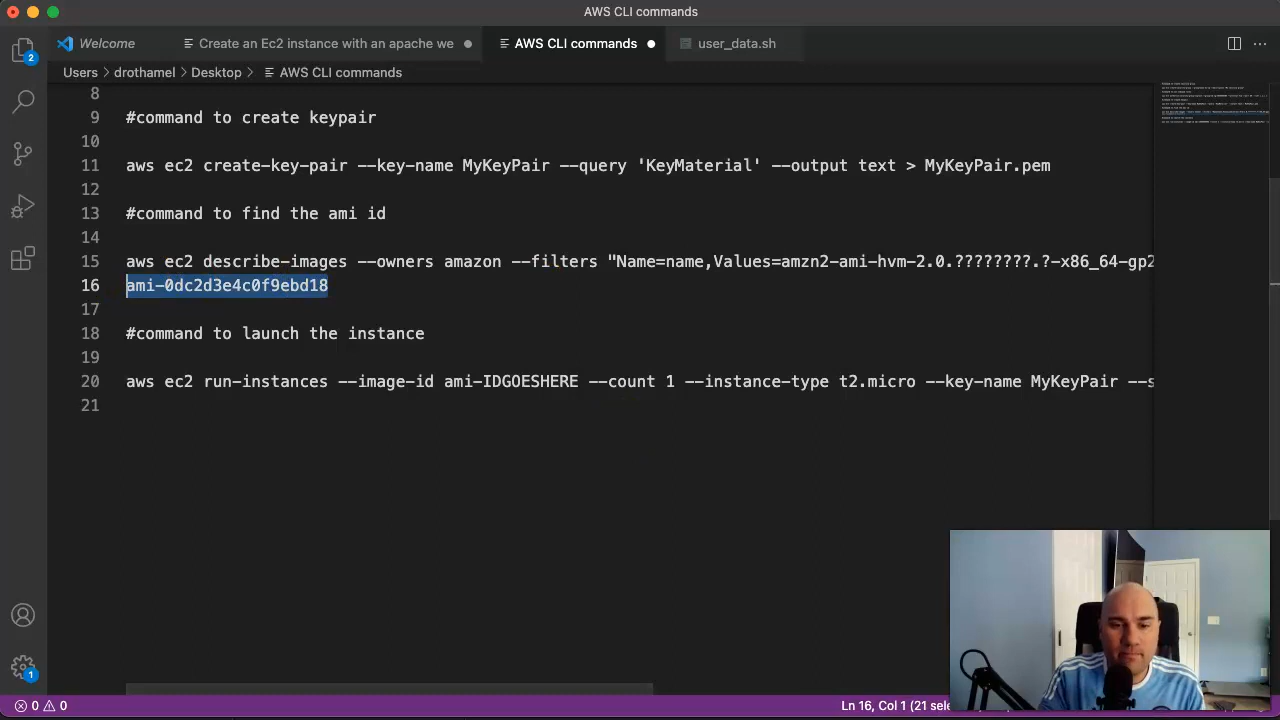 AWS CLI commands
Welcome
Create an Ec2 instance with an apache we
AWS CLI commands
user_data.sh
Users > drothamel > Desktop > AWS CLI commands
2
8
9 #command to create keypair
10
11 aws ec2 create-key-pair --key-name MyKeyPair --query 'KeyMaterial' --output text > MyKeyPair.pem
12
13 #command to find the ami id
14
15 aws ec2 describe-images --owners amazon --filters "Name=name,Values=amzn2-ami-hvm-2.0.????????.?-x86_64-gp2
16 ami-0dc2d3e4c0f9ebd18
17
18 #command to launch the instance
19
20 aws ec2 run-instances --image-id ami-IDGOESHERE --count 1 --instance-type t2.micro --key-name MyKeyPair --s
21
1
0 0
Ln 16, Col 1 (21 sele